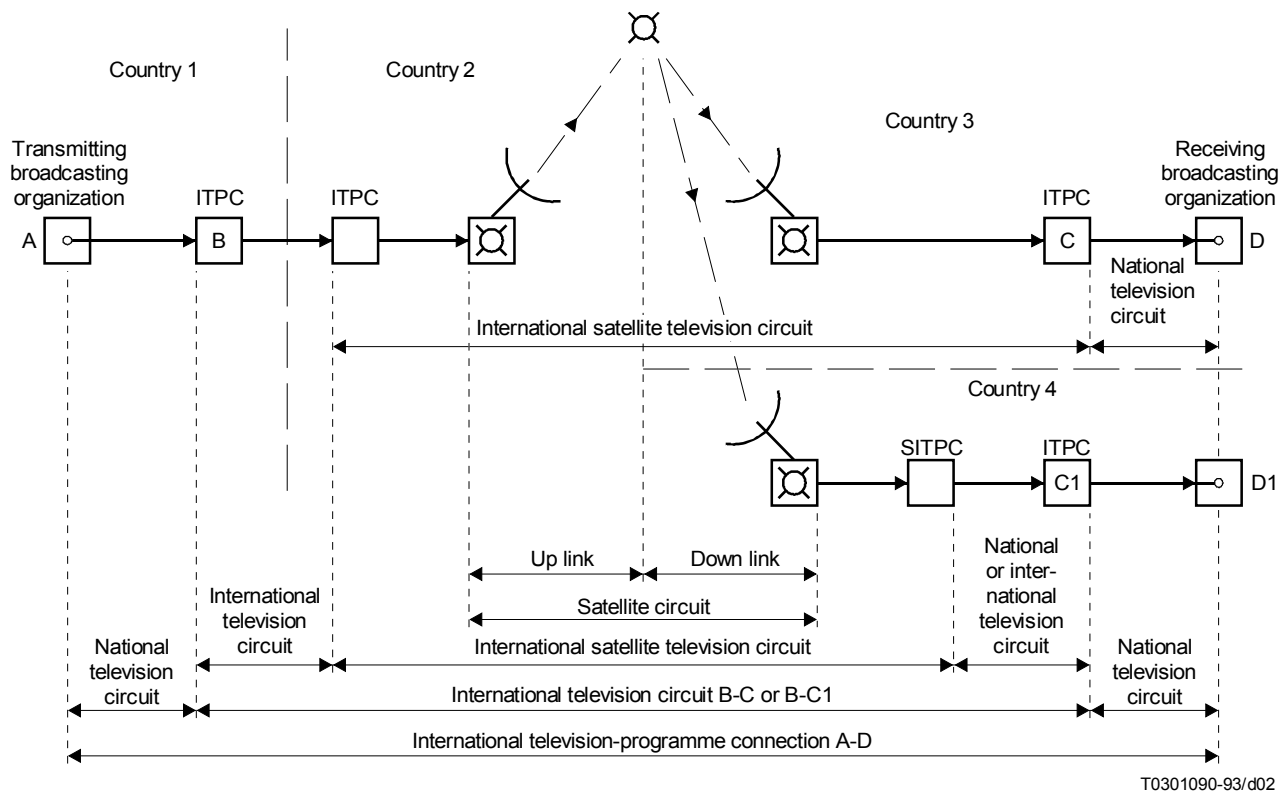 Country 1
Country 2
Country 3
Transmitting
broadcasting
organization
ITPC
ITPC
ITPC
Receiving
broadcasting
organization
A
B
C
D
National
television
circuit
International satellite television circuit
Country 4
SITPC
ITPC
C1
D1
Up link
Down link
National
or inter-
national
television
circuit
International
television
circuit
Satellite circuit
National
television
circuit
International satellite television circuit
National
television
circuit
International television circuit B-C or B-C1
International television-programme connection A-D
T0301090-93/d02